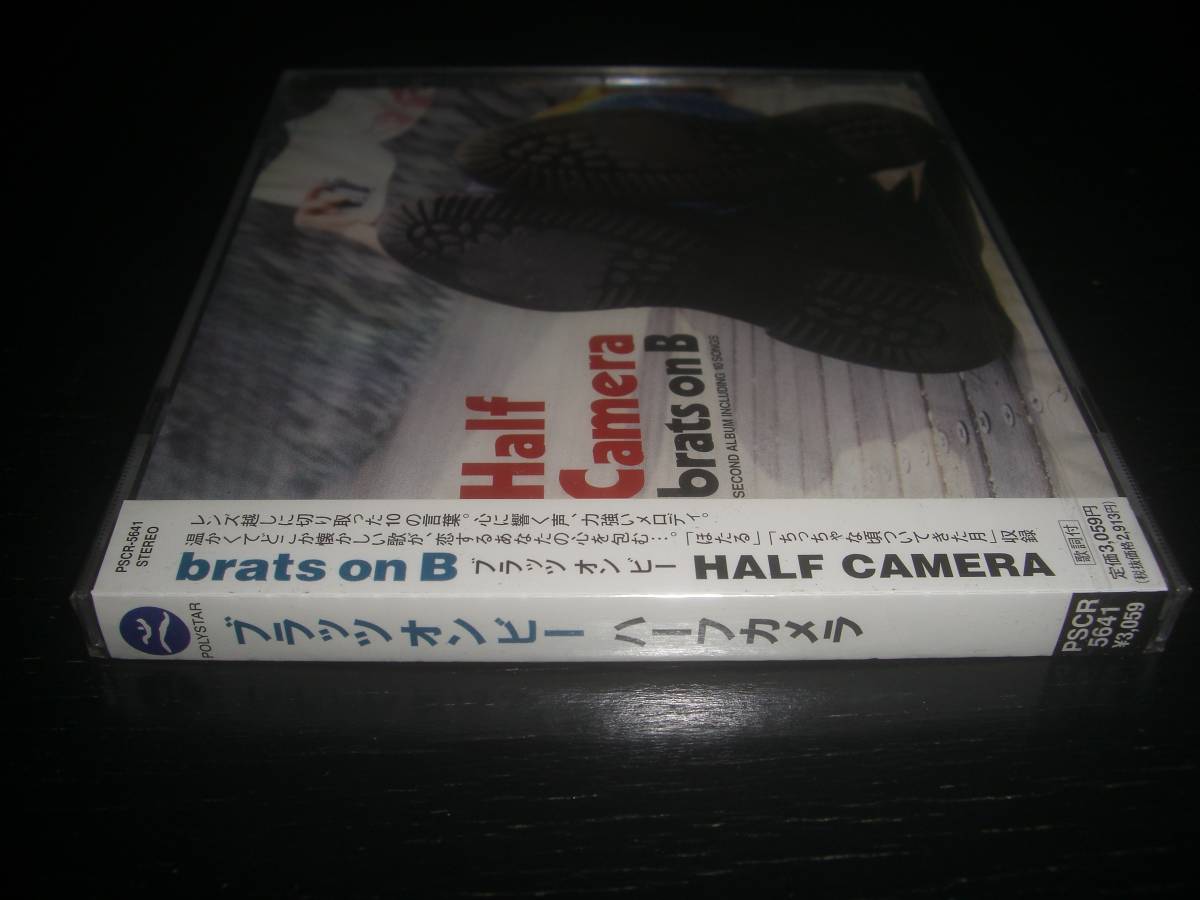 Half
Camera
brats on B
SECOND ALBUM INCLUDING 10 SONGS
PSCR-5641
STEREO
レンズ越しに切り取った10の言葉。心に響く声、力強いメロディ。
温かくてどこか懐かしい歌が、恋するあなたの心を包む…。「ほたる」「ちっちゃな頃ついてきた月」収録
歌詞付
定価3,059円
(税抜価格2,913円)
brats on B ブラッツ オン ビー HALF CAMERA
POLYSTAR
ブラッツ オン ビー ハーフカメラ
PSCR
5641
¥3,059